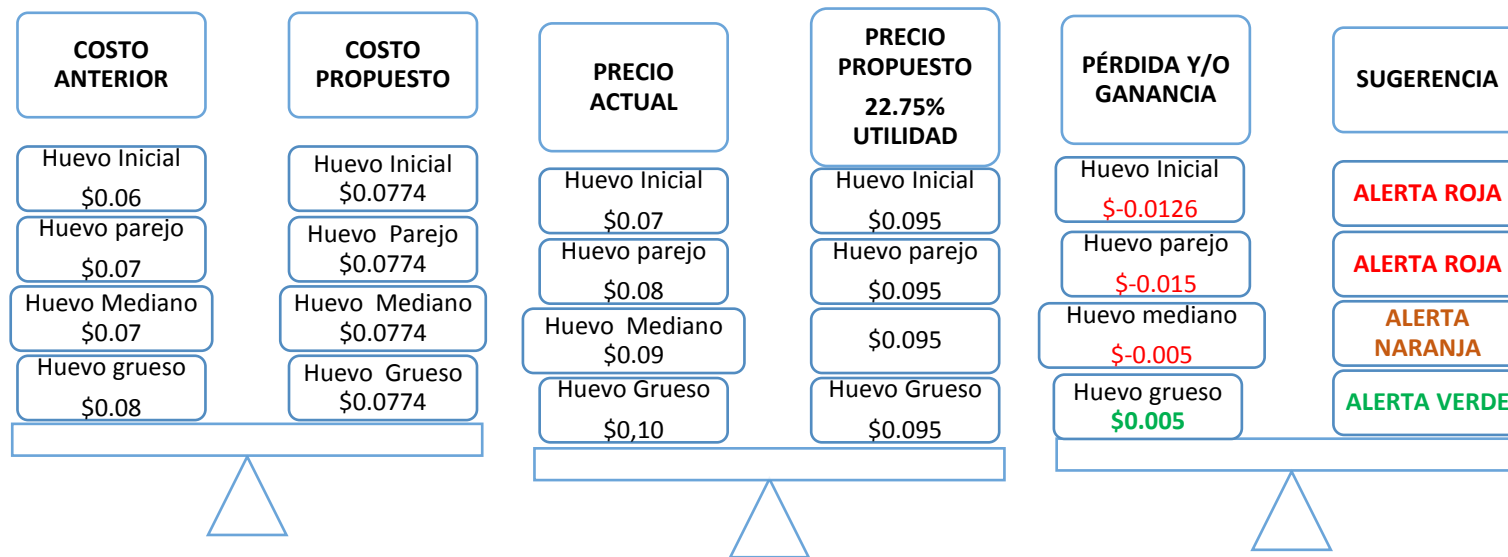 COSTO
ANTERIOR
Huevo Inicial
$0.06
Huevo parejo
$0.07
Huevo Mediano
$0.07
Huevo grueso
$0.08
COSTO
PROPUESTO
Huevo Inicial
$0.0774
Huevo  Parejo
$0.0774
Huevo  Mediano
$0.0774
Huevo  Grueso
$0.0774
PRECIO
ACTUAL
Huevo Inicial
$0.07
Huevo parejo
$0.08
Huevo  Mediano
$0.09
Huevo Grueso
$0,10
PRECIO
PROPUESTO
22.75%
UTILIDAD
Huevo Inicial
$0.095
Huevo parejo
$0.095
$0.095
Huevo Grueso
$0.095
PÉRDIDA Y/O
GANANCIA
Huevo Inicial
$-0.0126
Huevo parejo
$-0.015
Huevo mediano
$-0.005
Huevo grueso
$0.005
SUGERENCIA
ALERTA ROJA
ALERTA ROJA
ALERTA
NARANJA
ALERTA VERDE